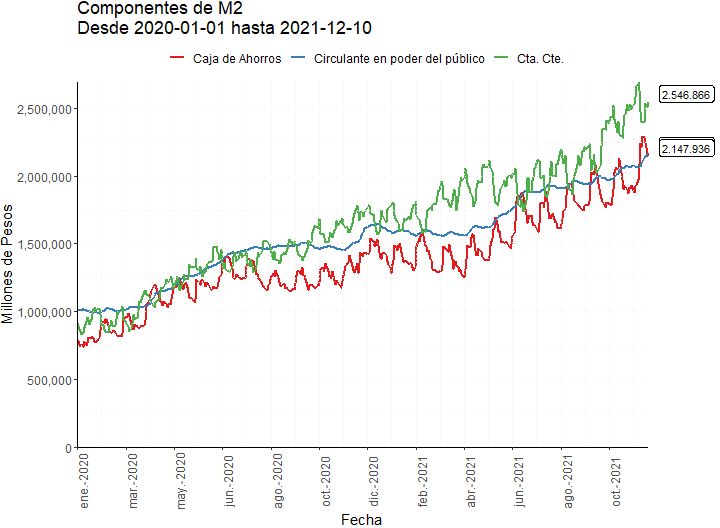 Componentes de M2
Desde 2020-01-01 hasta 2021-12-10
Caja de Ahorros Circulante en poder del público Cta. Cte.
Millones de Pesos
2,500,000
2,000,000
1,500,000
1,000,000
500,000
0
2.546.866
2.147.936
ene.-2020
mar.-2020
may.-2020
jun.-2020
ago.-2020
oct.-2020
dic.-2020
feb.-2021
abr.-2021
jun.-2021
ago.-2021
oct.-2021
Fecha